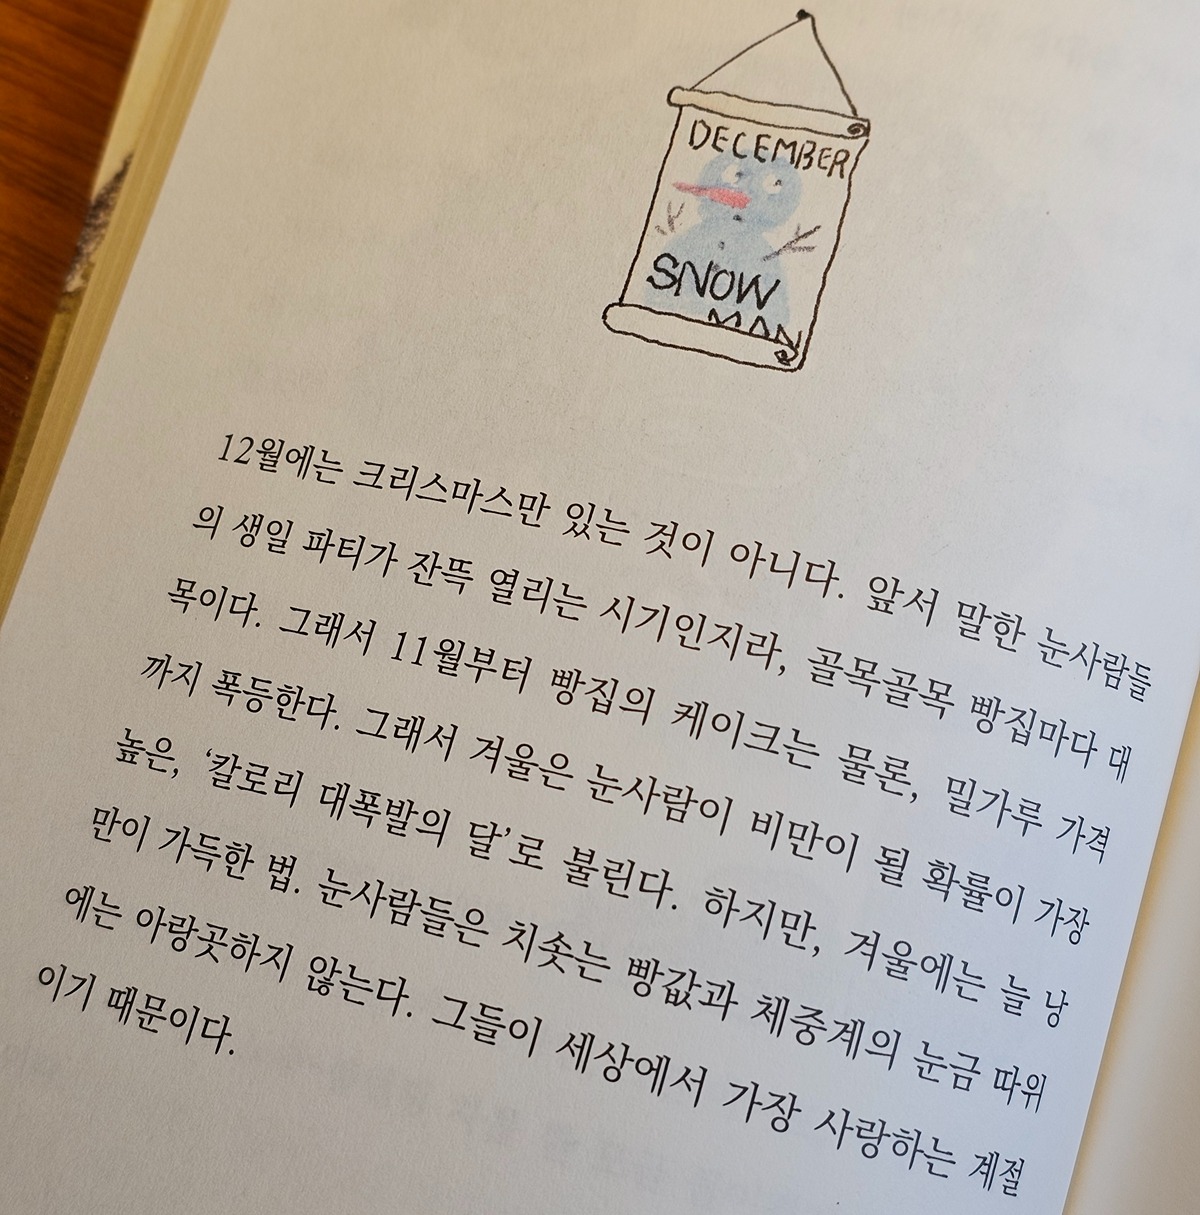 DECEMBER
SNOW
MAN
12월에는 크리스마스만 있는 것이 아니다. 앞서 말한 눈사람들
의 생일 파티가 잔뜩 열리는 시기인지라, 골목골목 빵집마다 대
목이다. 그래서 11월부터 빵집의 케이크는 물론, 밀가루 가격
까지 폭등한다. 그래서 겨울은 눈사람이 비만이 될 확률이 가장
높은, ‘칼로리 대폭발의 달’로 불린다. 하지만, 겨울에는 늘 낭
만이 가득한 법. 눈사람들은 치솟는 빵값과 체중계의 눈금 따위
에는 아랑곳하지 않는다. 그들이 세상에서 가장 사랑하는 계절
이기 때문이다.